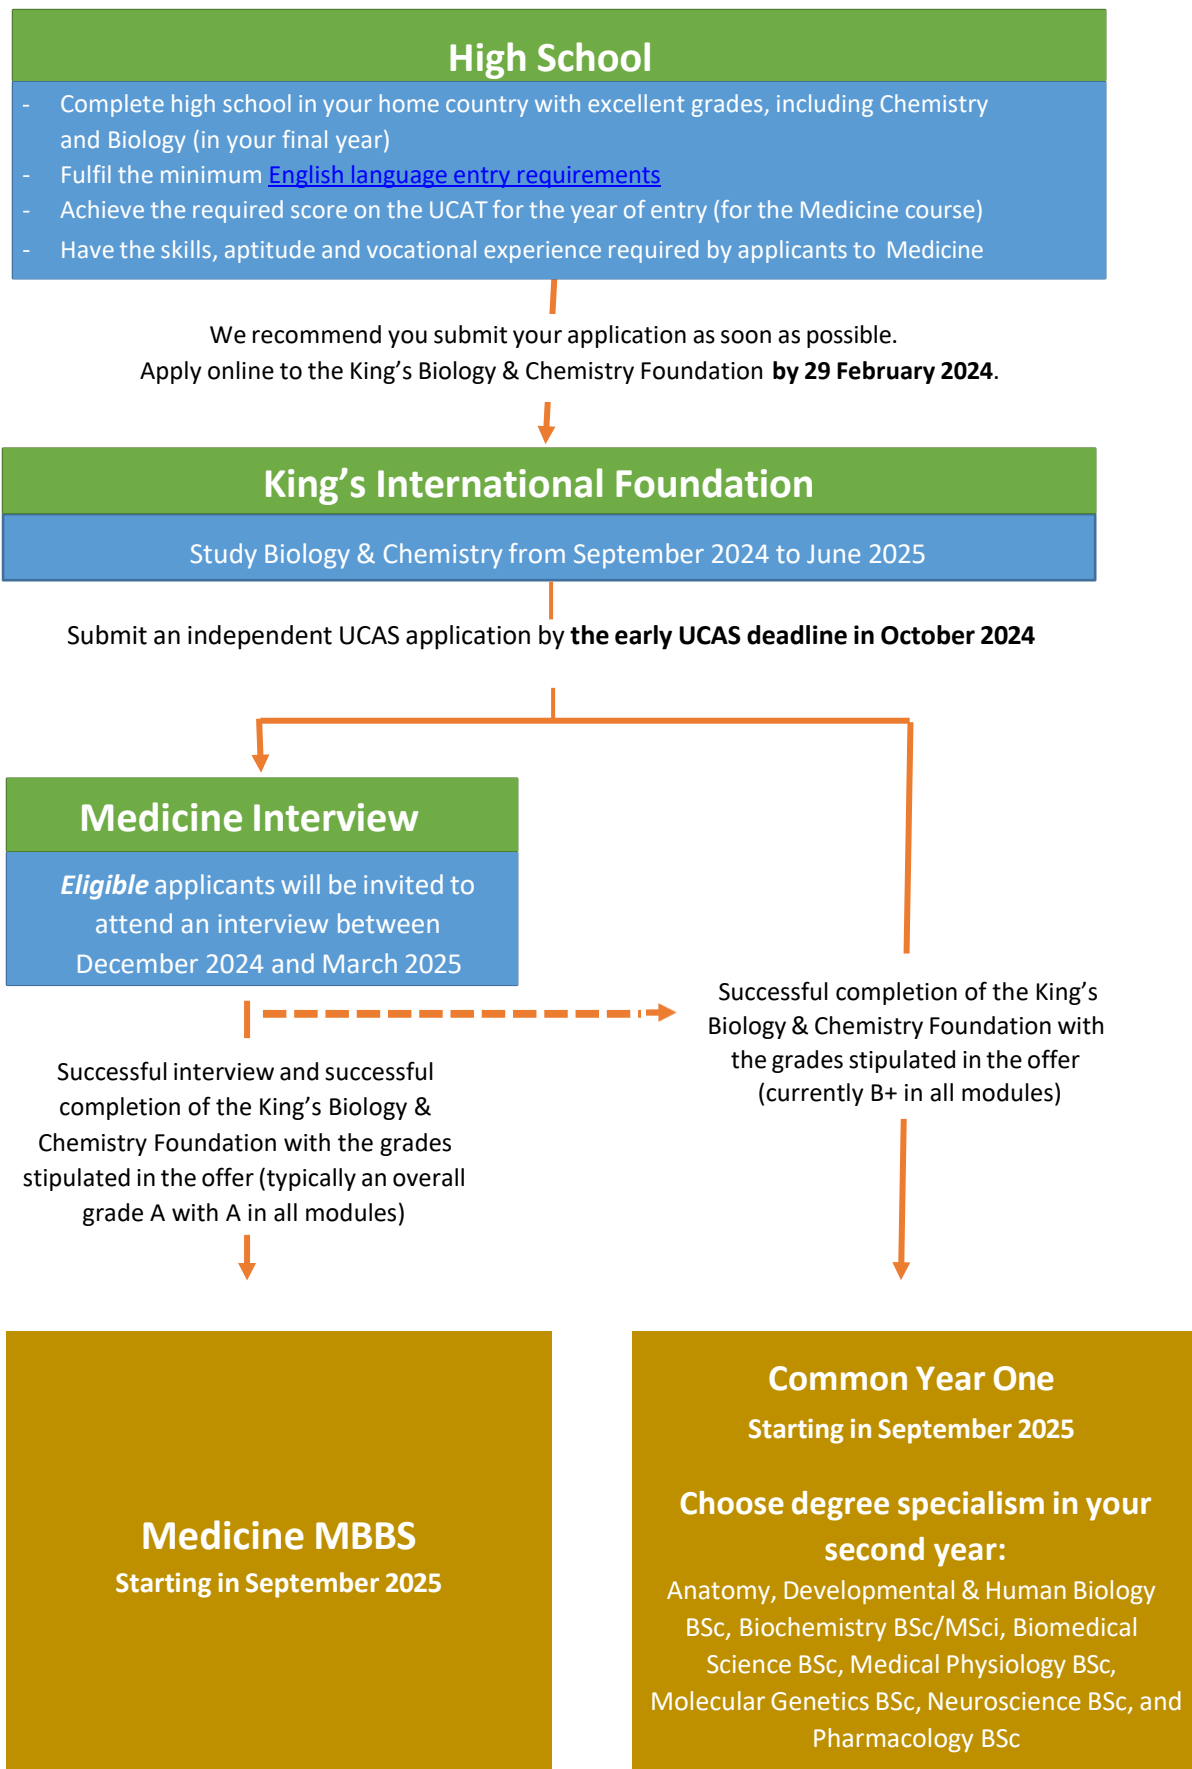 High School
- Complete high school in your home country with excellent grades, including Chemistry
and Biology (in your final year)
- Fulfil the minimum English language entry requirements
- Achieve the required score on the UCAT for the year of entry (for the Medicine course)
- Have the skills, aptitude and vocational experience required by applicants to Medicine
We recommend you submit your application as soon as possible.
Apply online to the King’s Biology & Chemistry Foundation by 29 February 2024.
King’s International Foundation
Study Biology & Chemistry from September 2024 to June 2025
Submit an independent UCAS application by the early UCAS deadline in October 2024
Medicine Interview
Eligible applicants will be invited to
attend an interview between
December 2024 and March 2025
Successful interview and successful
completion of the King’s Biology &
Chemistry Foundation with the grades
stipulated in the offer (typically an overall
grade A with A in all modules)
Successful completion of the King’s
Biology & Chemistry Foundation with
the grades stipulated in the offer
(currently B+ in all modules)
Medicine MBBS
Starting in September 2025
Common Year One
Starting in September 2025
Choose degree specialism in your
second year:
Anatomy, Developmental & Human Biology
BSc, Biochemistry BSc/MSci, Biomedical
Science BSc, Medical Physiology BSc,
Molecular Genetics BSc, Neuroscience BSc, and
Pharmacology BSc